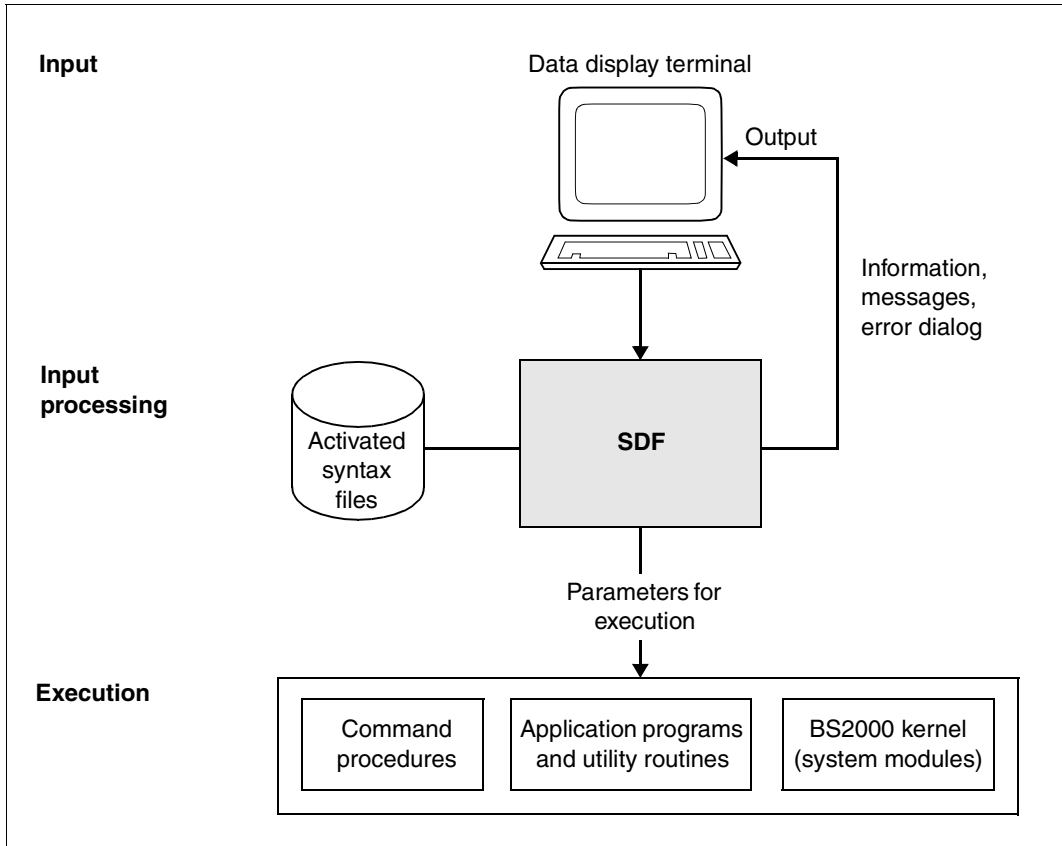 Input
Data display terminal
Output
Information,
messages,
error dialog
Input
processing
Activated
syntax
files
SDF
Parameters for
execution
Execution
Command
procedures
Application programs
and utility routines
BS2000 kernel
(system modules)